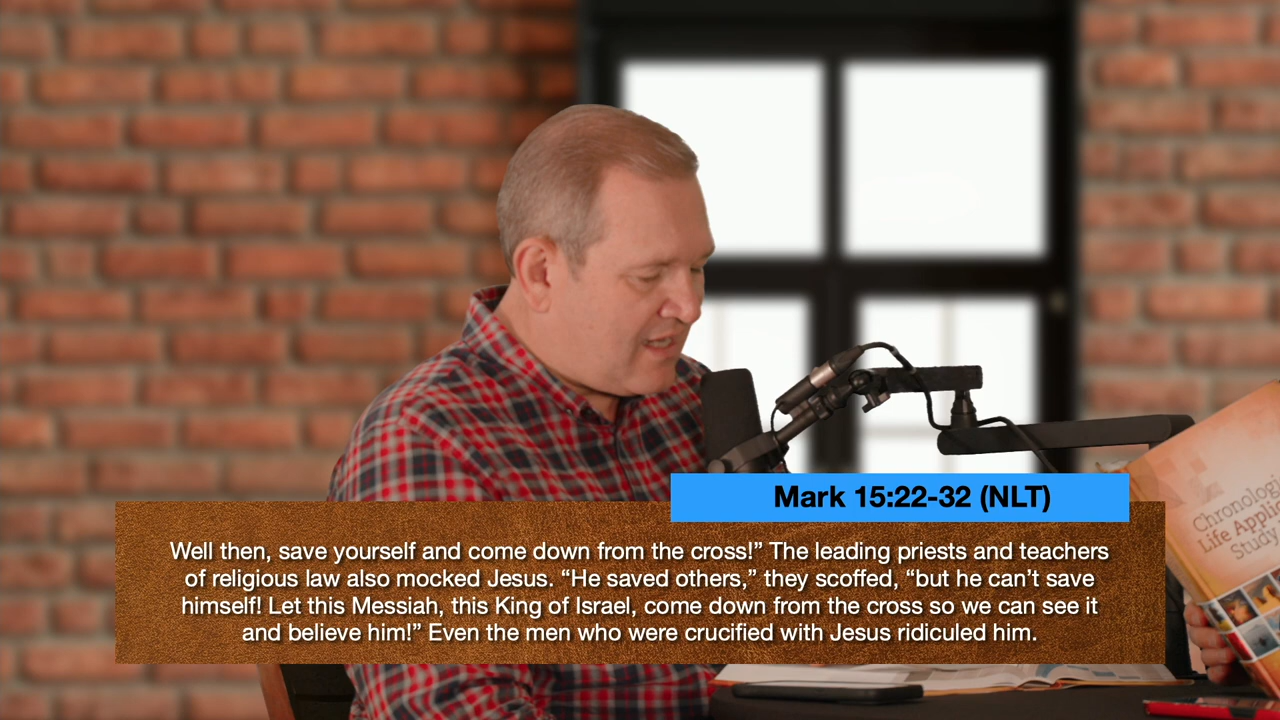 Mark 15:22-32 (NLT)
Well then, save yourself and come down from the cross!” The leading priests and teachers
of religious law also mocked Jesus. “He saved others,” they scoffed, “but he can’t save
himself! Let this Messiah, this King of Israel, come down from the cross so we can see it
and believe him!” Even the men who were crucified with Jesus ridiculed him.
Life
Study